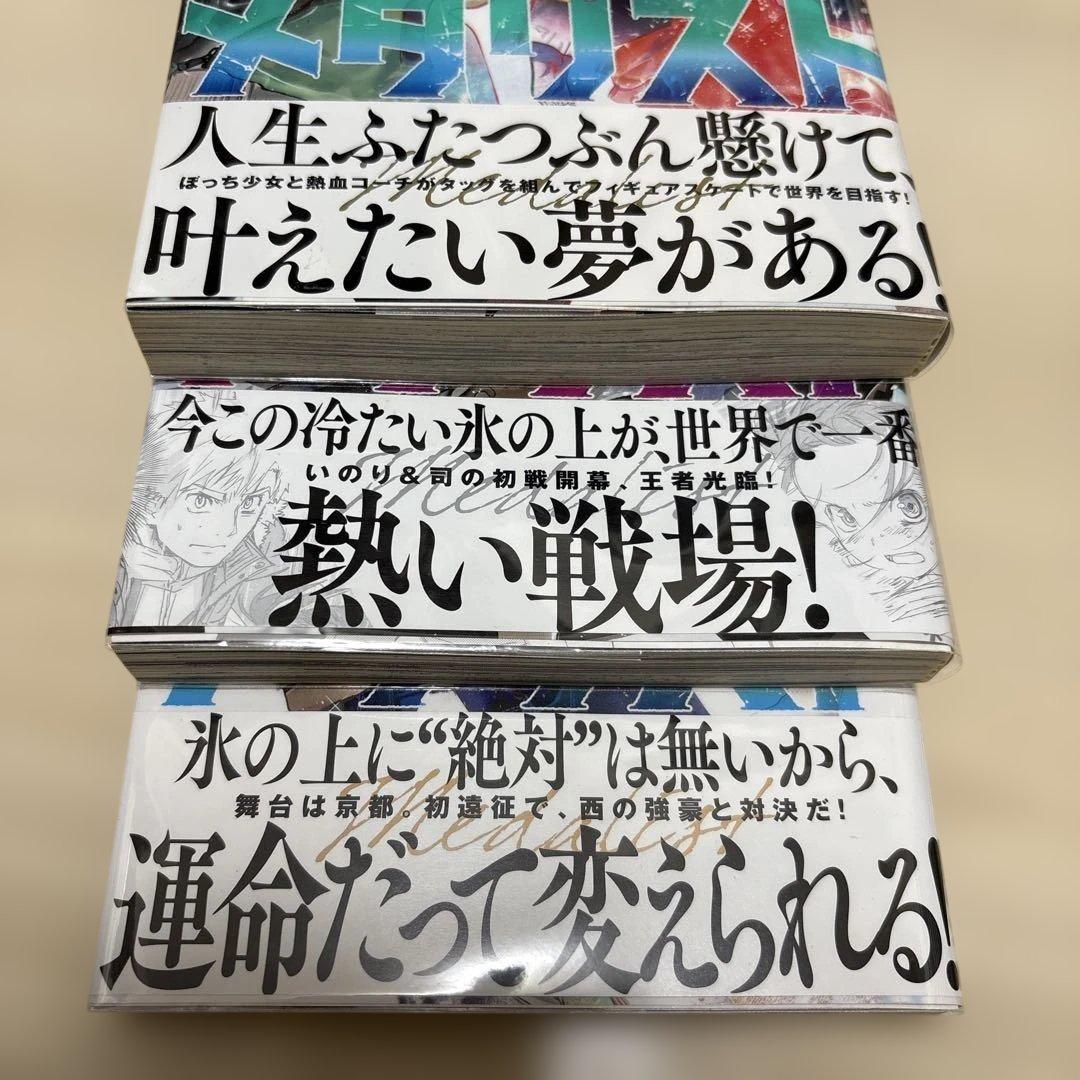 メダリスト
人生ふたつぶん懸けて、
Medalist
ぼっち少女と熱血コーチがタッグを組んでフィギュアスケートで世界を目指す!
叶えたい夢がある!
今この冷たい氷の上が、世界で一番
Medalist
いのり&司の初戦開幕、王者光臨!
熱い戦場!
氷の上に“絶対”は無いから、
Medalist
舞台は京都。初遠征で、西の強豪と対決だ!
運命だって変えられる!